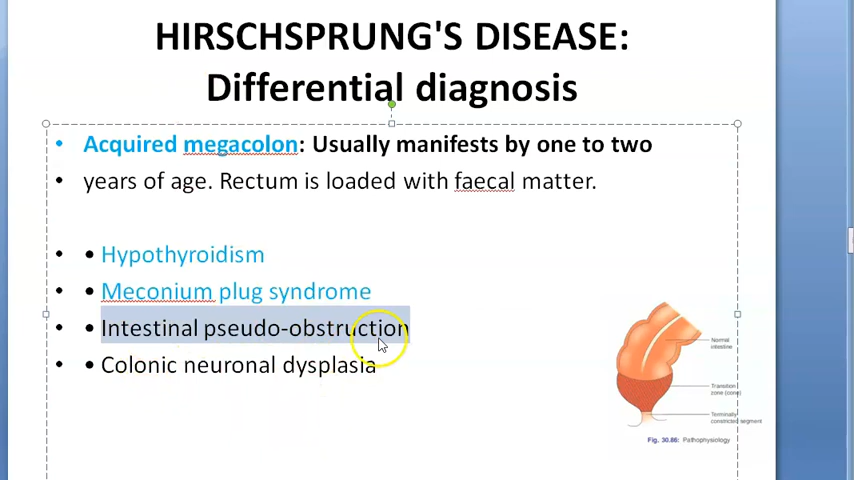 HIRSCHSPRUNG'S DISEASE:
Differential diagnosis
• Acquired megacolon: Usually manifests by one to two
• years of age. Rectum is loaded with faecal matter.
• • Hypothyroidism
• • Meconium plug syndrome
• • Intestinal pseudo-obstruction
• • Colonic neuronal dysplasia
Normal
intestine
Transition
zone (cone)
Terminally
constricted segment
Fig. 30.86: Pathophysiology